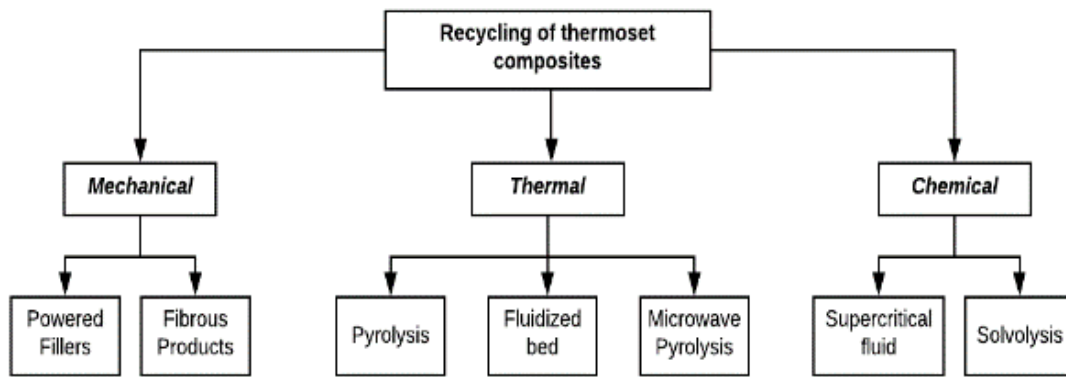 Recycling of thermoset
composites
Mechanical
Thermal
Chemical
Powered
Fillers
Fibrous
Products
Pyrolysis
Fluidized
bed
Microwave
Pyrolysis
Supercritical
fluid
Solvolysis